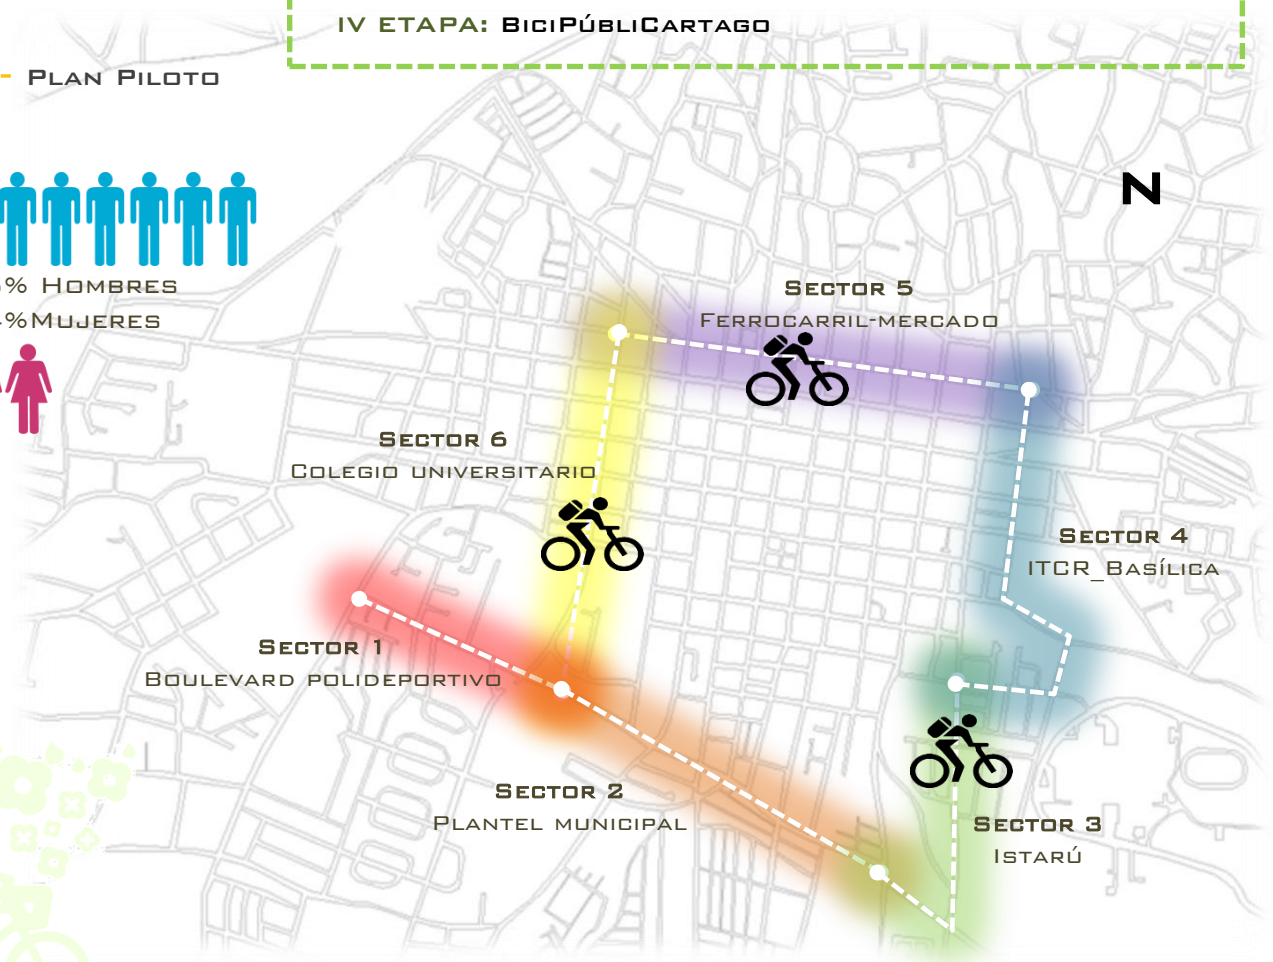 IV ETAPA: BiciPúbliCartago
Plan Piloto
N
% Hombres
%Mujeres
Sector 5
Ferrocarril-mercado
Sector 6
Colegio universitario
Sector 4
ITCR_Basílica
Sector 1
Boulevard polideportivo
Sector 2
Plantel municipal
Sector 3
Istarú